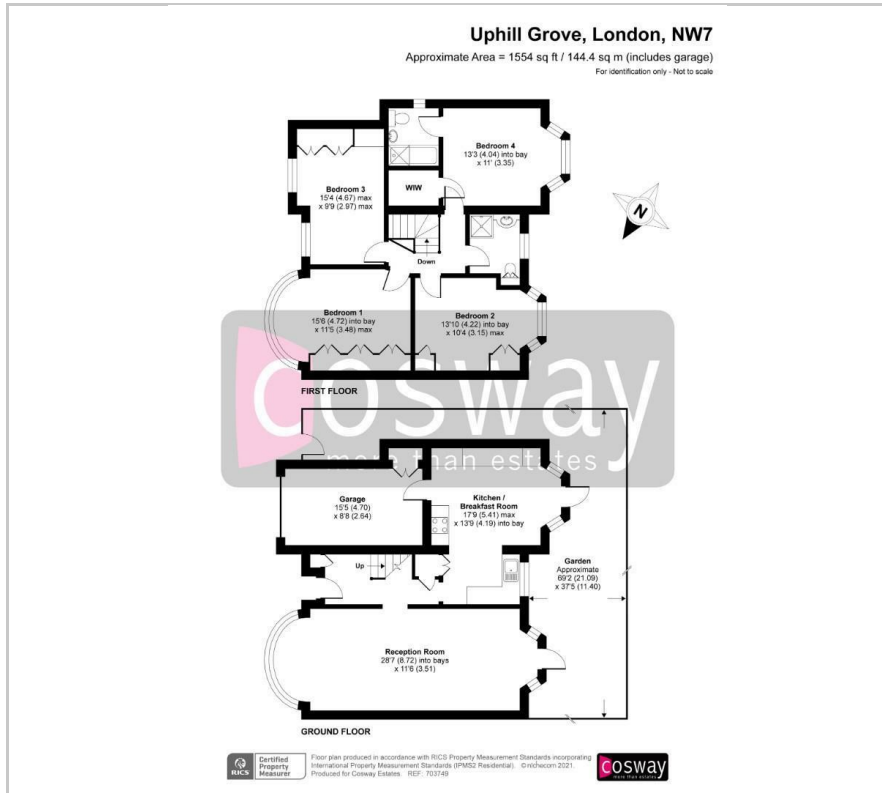 Uphill Grove, London, NW7
Approximate Area = 1554 sq ft / 144.4 sq m (includes garage)
For identification only - Not to scale
Bedroom 4
13'3 (4.04) into bay
x 11' (3.35)
WIW
Bedroom 3
15'4 (4.67) max
x 9'9 (2.97) max
N
Down
Bedroom 1
15'6 (4.72) into bay
x 11'5 (3.48) max
Bedroom 2
13'10 (4.22) into bay
x 10'4 (3.15) max
FIRST FLOOR
cosway
more than estates
Garage
15'5 (4.70)
x 8'8 (2.64)
Kitchen /
Breakfast Room
17'9 (5.41) max
x 13'9 (4.19) into bay
Up
Garden
Approximate
69'2 (21.09)
x 37'5 (11.40)
Reception Room
28'7 (8.72) into bays
x 11'6 (3.51)
GROUND FLOOR
RICS
Certified
Property
Measurer
Floor plan produced in accordance with RICS Property Measurement Standards incorporating
International Property Measurement Standards (IPMS2 Residential). ©nichecom 2021.
Produced for Cosway Estates. REF: 703749
cosway
more than estates